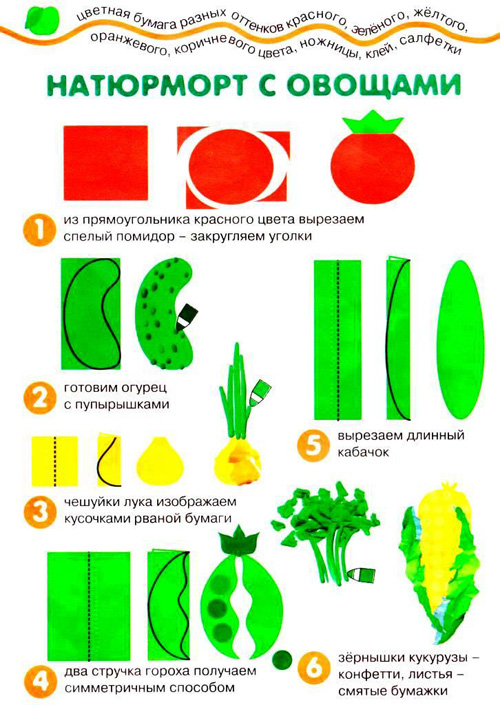 цветная бумага разных оттенков красного, зелёного, жёлтого,
оранжевого, коричневого цвета, ножницы, клей, салфетки
НАТЮРМОРТ С ОВОЩАМИ
1 из прямоугольника красного цвета вырезаем
спелый помидор – закругляем уголки
2 готовим огурец
с пупырышками
3 чешуйки лука изображаем
кусочками рваной бумаги
4 два стручка гороха получаем
симметричным способом
5 вырезаем длинный
кабачок
6 зёрнышки кукурузы –
конфетти, листья –
смятые бумажки